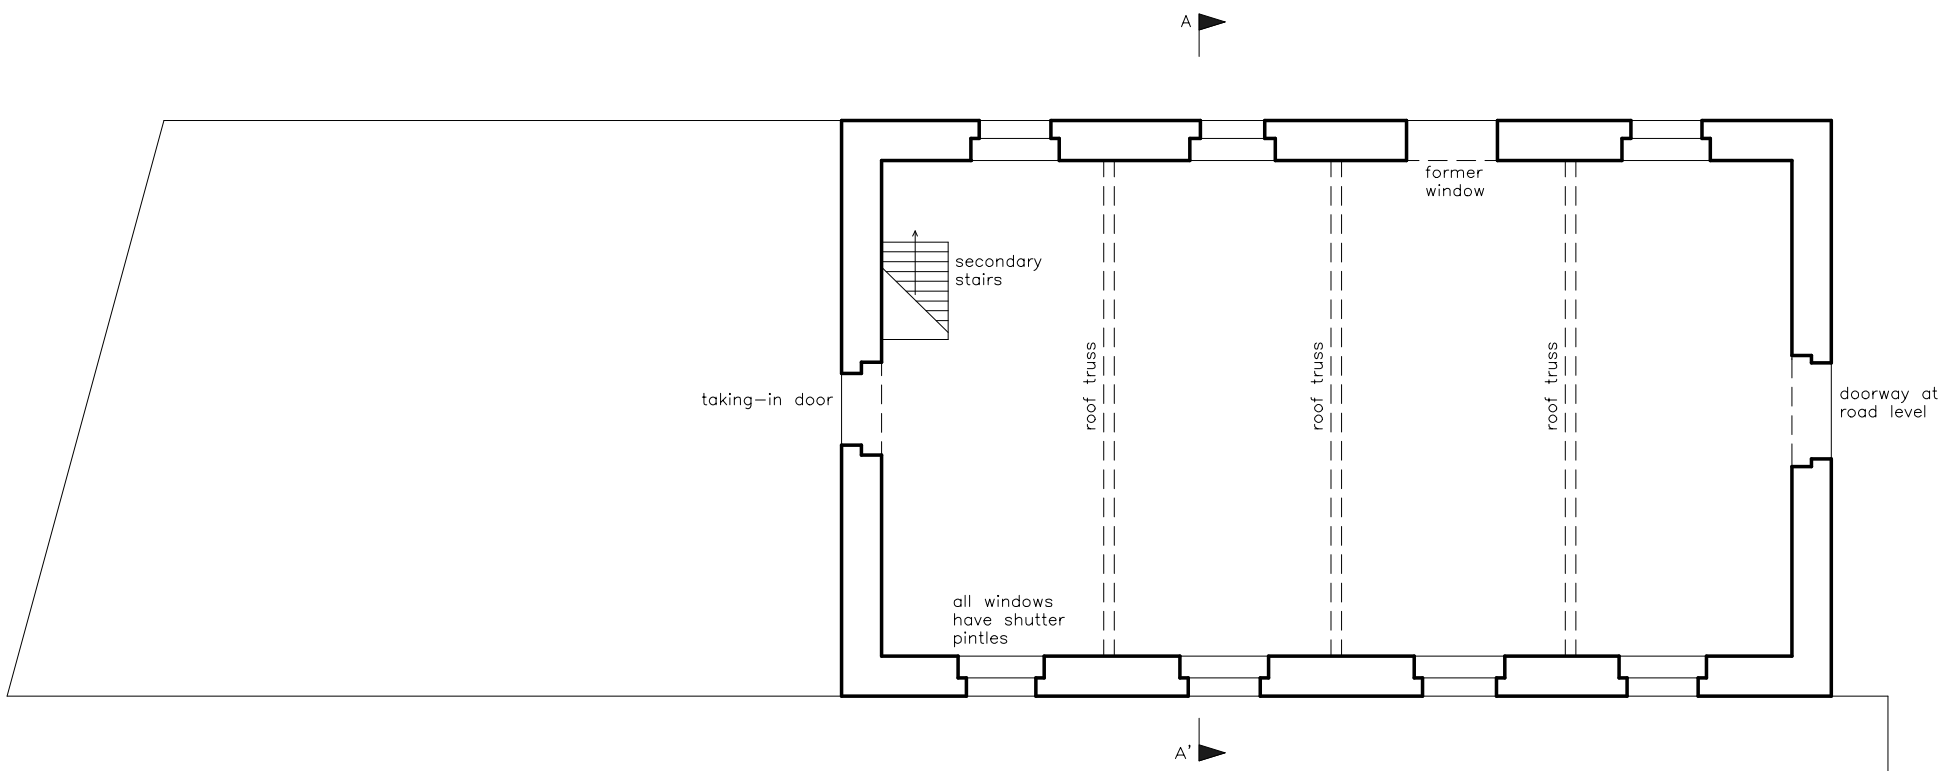 A
former
window
secondary
stairs
roof truss
roof truss
roof truss
taking-in door
doorway at
road level
all windows
have shutter
pintles
A'